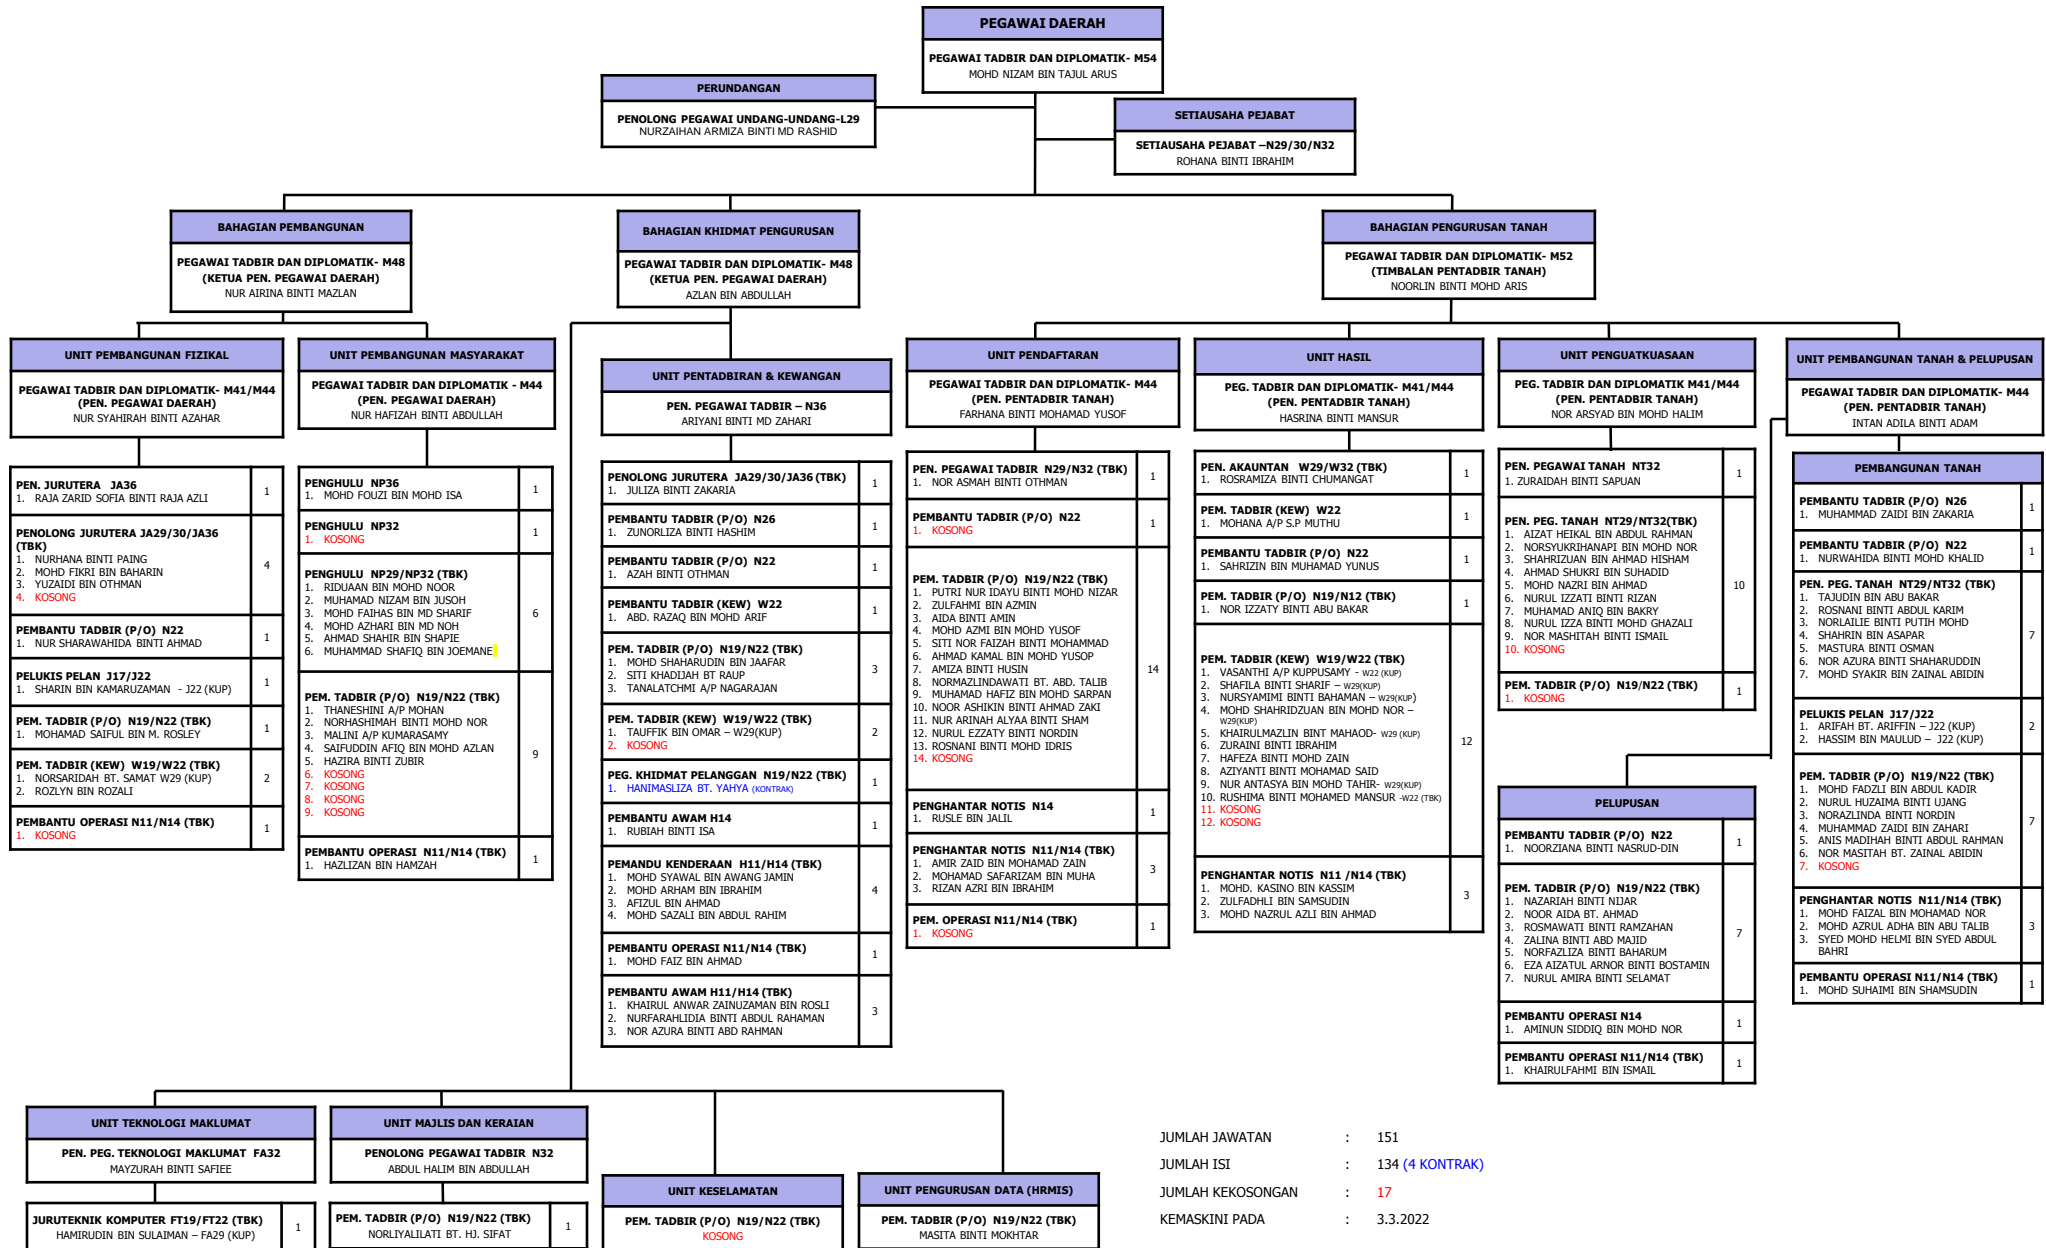 PEGAWAI DAERAH
PEGAWAI TADBIR DAN DIPLOMATIK- M54
MOHD NIZAM BIN TAJUL ARUS
PERUNDANGAN
PENOLONG PEGAWAI UNDANG-UNDANG-L29
NURZAIHAN ARMIZA BINTI MD RASHID
SETIAUSAHA PEJABAT
SETIAUSAHA PEJABAT –N29/30/N32
ROHANA BINTI IBRAHIM
BAHAGIAN PEMBANGUNAN
PEGAWAI TADBIR DAN DIPLOMATIK- M48
(KETUA PEN. PEGAWAI DAERAH)
NUR AIRINA BINTI MAZLAN
BAHAGIAN KHIDMAT PENGURUSAN
PEGAWAI TADBIR DAN DIPLOMATIK- M48
(KETUA PEN. PEGAWAI DAERAH)
AZLAN BIN ABDULLAH
BAHAGIAN PENGURUSAN TANAH
PEGAWAI TADBIR DAN DIPLOMATIK- M52
(TIMBALAN PENTADBIR TANAH)
NOORLIN BINTI MOHD ARIS
UNIT PEMBANGUNAN FIZIKAL
PEGAWAI TADBIR DAN DIPLOMATIK- M41/M44
(PEN. PEGAWAI DAERAH)
NUR SYAHIRAH BINTI AZAHAR
PEN. JURUTERA JA36
1. RAJA ZARID SOFIA BINTI RAJA AZLI
1
PENOLONG JURUTERA JA29/30/JA36
(TBK)
1. NURHANA BINTI PAING
2. MOHD FIKRI BIN BAHARIN
3. YUZAIDI BIN OTHMAN
4. KOSONG
4
PEMBANTU TADBIR (P/O) N22
1. NUR SHARAWAHIDA BINTI AHMAD
1
PELUKIS PELAN J17/J22
1. SHARIN BIN KAMARUZAMAN - J22 (KUP)
1
PEM. TADBIR (P/O) N19/N22 (TBK)
1. MOHAMAD SAIFUL BIN M. ROSLEY
1
PEM. TADBIR (KEW) W19/W22 (TBK)
1. NORSARIDAH BT. SAMAT W29 (KUP)
2. ROZLYN BIN ROZALI
2
PEMBANTU OPERASI N11/N14 (TBK)
1. KOSONG
1
UNIT PEMBANGUNAN MASYARAKAT
PEGAWAI TADBIR DAN DIPLOMATIK - M44
(PEN. PEGAWAI DAERAH)
NUR HAFIZAH BINTI ABDULLAH
PENGHULU NP36
1. MOHD FOUZI BIN MOHD ISA
1
PENGHULU NP32
1. KOSONG
1
PENGHULU NP29/NP32 (TBK)
1. RIDUAAN BIN MOHD NOOR
2. MUHAMAD NIZAM BIN JUSOH
3. MOHD FAIHAS BIN MD SHARIF
4. MOHD AZHARI BIN MD NOH
5. AHMAD SHAHIR BIN SHAPIE
6. MUHAMMAD SHAFIQ BIN JOEMANE
6
PEM. TADBIR (P/O) N19/N22 (TBK)
1. THANESHINI A/P MOHAN
2. NORHASHIMAH BINTI MOHD NOR
3. MALINI A/P KUMARASAMY
4. SAIFUDDIN AFIQ BIN MOHD AZLAN
5. HAZIRA BINTI ZUBIR
6. KOSONG
7. KOSONG
8. KOSONG
9. KOSONG
9
PEMBANTU OPERASI N11/N14 (TBK)
1. HAZLIZAN BIN HAMZAH
1
UNIT PENTADBIRAN & KEWANGAN
PEN. PEGAWAI TADBIR – N36
ARIYANI BINTI MD ZAHARI
PENOLONG JURUTERA JA29/30/JA36 (TBK)
1. JULIZA BINTI ZAKARIA
1
PEMBANTU TADBIR (P/O) N26
1. ZUNORLIZA BINTI HASHIM
1
PEMBANTU TADBIR (P/O) N22
1. AZAH BINTI OTHMAN
1
PEMBANTU TADBIR (KEW) W22
1. ABD. RAZAQ BIN MOHD ARIF
1
PEM. TADBIR (P/O) N19/N22 (TBK)
1. MOHD SHAHARUDIN BIN JAAFAR
2. SITI KHADIJAH BT RAUP
3. TANALATCHMI A/P NAGARAJAN
3
PEM. TADBIR (KEW) W19/W22 (TBK)
1. TAUFFIK BIN OMAR – W29(KUP)
2. KOSONG
2
PEG. KHIDMAT PELANGGAN N19/N22 (TBK)
1. HANIMASLIZA BT. YAHYA (KONTRAK)
1
PEMBANTU AWAM H14
1. RUBIAH BINTI ISA
1
PEMANDU KENDERAAN H11/H14 (TBK)
1. MOHD SYAWAL BIN AWANG JAMIN
2. MOHD ARHAM BIN IBRAHIM
3. AFIZUL BIN AHMAD
4. MOHD SAZALI BIN ABDUL RAHIM
4
PEMBANTU OPERASI N11/N14 (TBK)
1. MOHD FAIZ BIN AHMAD
1
PEMBANTU AWAM H11/H14 (TBK)
1. KHAIRUL ANWAR ZAINUZAMAN BIN ROSLI
2. NURFARAHLIDIA BINTI ABDUL RAHAMAN
3. NOR AZURA BINTI ABD RAHMAN
3
UNIT PENDAFTARAN
PEGAWAI TADBIR DAN DIPLOMATIK- M44
(PEN. PENTADBIR TANAH)
FARHANA BINTI MOHAMAD YUSOF
PEN. PEGAWAI TADBIR N29/N32 (TBK)
1. NOR ASMAH BINTI OTHMAN
1
PEMBANTU TADBIR (P/O) N22
1. KOSONG
1
PEM. TADBIR (P/O) N19/N22 (TBK)
1. PUTRI NUR IDAYU BINTI MOHD NIZAR
2. ZULFAHMI BIN AZMIN
3. AIDA BINTI AMIN
4. MOHD AZMI BIN MOHD YUSOF
5. SITI NOR FAIZAH BINTI MOHAMMAD
6. AHMAD KAMAL BIN MOHD YUSOP
7. AMIZA BINTI HUSIN
8. NORMAZLINDAWATI BT. ABD. TALIB
9. MUHAMAD HAFIZ BIN MOHD SARPAN
10. NOOR ASHIKIN BINTI AHMAD ZAKI
11. NUR ARINAH ALYAA BINTI SHAM
12. NURUL EZZATY BINTI NORDIN
13. ROSNANI BINTI MOHD IDRIS
14. KOSONG
14
PENGHANTAR NOTIS N14
1. RUSLE BIN JALIL
1
PENGHANTAR NOTIS N11/N14 (TBK)
1. AMIR ZAID BIN MOHAMAD ZAIN
2. MOHAMAD SAFARIZAM BIN MUHA
3. RIZAN AZRI BIN IBRAHIM
3
PEM. OPERASI N11/N14 (TBK)
1. KOSONG
1
UNIT HASIL
PEG. TADBIR DAN DIPLOMATIK- M41/M44
(PEN. PENTADBIR TANAH)
HASRINA BINTI MANSUR
PEN. AKAUNTAN W29/W32 (TBK)
1. ROSRAMIZA BINTI CHUMANGAT
1
PEM. TADBIR (KEW) W22
1. MOHANA A/P S.P MUTHU
1
PEMBANTU TADBIR (P/O) N22
1. SAHRIZIN BIN MUHAMAD YUNUS
1
PEM. TADBIR (P/O) N19/N12 (TBK)
1. NOR IZZATY BINTI ABU BAKAR
1
PEM. TADBIR (KEW) W19/W22 (TBK)
1. VASANTHI A/P KUPPUSAMY - W22 (KUP)
2. SHAFILA BINTI SHARIF – W29(KUP)
3. NURSYAMIMI BINTI BAHAMAN – W29(KUP)
4. MOHD SHAHRIDZUAN BIN MOHD NOR –
W29(KUP)
5. KHAIRULMAZLIN BINT MAHAOD- W29 (KUP)
6. ZURAINI BINTI IBRAHIM
7. HAFEZA BINTI MOHD ZAIN
8. AZIYANTI BINTI MOHAMAD SAID
9. NUR ANTASYA BIN MOHD TAHIR- W29(KUP)
10. RUSHIMA BINTI MOHAMED MANSUR -W22 (TBK)
11. KOSONG
12. KOSONG
12
PENGHANTAR NOTIS N11 /N14 (TBK)
1. MOHD. KASINO BIN KASSIM
2. ZULFADHLI BIN SAMSUDIN
3. MOHD NAZRUL AZLI BIN AHMAD
3
UNIT PENGUATKUASAAN
PEG. TADBIR DAN DIPLOMATIK M41/M44
(PEN. PENTADBIR TANAH)
NOR ARSYAD BIN MOHD HALIM
PEN. PEGAWAI TANAH NT32
1. ZURAIDAH BINTI SAPUAN
1
PEN. PEG. TANAH NT29/NT32(TBK)
1. AIZAT HEIKAL BIN ABDUL RAHMAN
2. NORSYUKRIHANAPI BIN MOHD NOR
3. SHAHRIZUAN BIN AHMAD HISHAM
4. AHMAD SHUKRI BIN SUHADID
5. MOHD NAZRI BIN AHMAD
6. NURUL IZZATI BINTI RIZAN
7. MUHAMAD ANIQ BIN BAKRY
8. NURUL IZZA BINTI MOHD GHAZALI
9. NOR MASHITAH BINTI ISMAIL
10. KOSONG
10
PEM. TADBIR (P/O) N19/N22 (TBK)
1. KOSONG
1
UNIT PEMBANGUNAN TANAH & PELUPUSAN
PEGAWAI TADBIR DAN DIPLOMATIK- M44
(PEN. PENTADBIR TANAH)
INTAN ADILA BINTI ADAM
PEMBANGUNAN TANAH
PEMBANTU TADBIR (P/O) N26
1. MUHAMMAD ZAIDI BIN ZAKARIA
1
PEMBANTU TADBIR (P/O) N22
1. NURWAHIDA BINTI MOHD KHALID
1
PEN. PEG. TANAH NT29/NT32 (TBK)
1. TAJUDIN BIN ABU BAKAR
2. ROSNANI BINTI ABDUL KARIM
3. NORLAILIE BINTI PUTIH MOHD
4. SHAHRIN BIN ASAPAR
5. MASTURA BINTI OSMAN
6. NOR AZURA BINTI SHAHARUDDIN
7. MOHD SYAKIR BIN ZAINAL ABIDIN
7
PELUKIS PELAN J17/J22
1. ARIFAH BT. ARIFFIN – J22 (KUP)
2. HASSIM BIN MAULUD – J22 (KUP)
2
PEM. TADBIR (P/O) N19/N22 (TBK)
1. MOHD FADZLI BIN ABDUL KADIR
2. NURUL HUZAIMA BINTI UJANG
3. NORAZLINDA BINTI NORDIN
4. MUHAMMAD ZAIDI BIN ZAHARI
5. ANIS MADIHAH BINTI ABDUL RAHMAN
6. NOR MASITAH BT. ZAINAL ABIDIN
7. KOSONG
7
PENGHANTAR NOTIS N11/N14 (TBK)
1. MOHD FAIZAL BIN MOHAMAD NOR
2. MOHD AZRUL ADHA BIN ABU TALIB
3. SYED MOHD HELMI BIN SYED ABDUL
BAHRI
3
PEMBANTU OPERASI N11/N14 (TBK)
1. MOHD SUHAIMI BIN SHAMSUDIN
1
PELUPUSAN
PEMBANTU TADBIR (P/O) N22
1. NOORZIANA BINTI NASRUD-DIN
1
PEM. TADBIR (P/O) N19/N22 (TBK)
1. NAZARIAH BINTI NIJAR
2. NOOR AIDA BT. AHMAD
3. ROSMAWATI BINTI RAMZAHAN
4. ZALINA BINTI ABD MAJID
5. NORFAZLIZA BINTI BAHARUM
6. EZA AIZATUL ARNOR BINTI BOSTAMIN
7. NURUL AMIRA BINTI SELAMAT
7
PEMBANTU OPERASI N14
1. AMINUN SIDDIQ BIN MOHD NOR
1
PEMBANTU OPERASI N11/N14 (TBK)
1. KHAIRULFAHMI BIN ISMAIL
1
UNIT TEKNOLOGI MAKLUMAT
PEN. PEG. TEKNOLOGI MAKLUMAT FA32
MAYZURAH BINTI SAFIEE
JURUTEKNIK KOMPUTER FT19/FT22 (TBK)
HAMIRUDIN BIN SULAIMAN – FA29 (KUP)
1
UNIT MAJLIS DAN KERAIAN
PENOLONG PEGAWAI TADBIR N32
ABDUL HALIM BIN ABDULLAH
PEM. TADBIR (P/O) N19/N22 (TBK)
NORLIYALILATI BT. HJ. SIFAT
1
UNIT KESELAMATAN
PEM. TADBIR (P/O) N19/N22 (TBK)
KOSONG
UNIT PENGURUSAN DATA (HRMIS)
PEM. TADBIR (P/O) N19/N22 (TBK)
MASITA BINTI MOKHTAR
JUMLAH JAWATAN : 151
JUMLAH ISI : 134 (4 KONTRAK)
JUMLAH KEKOSONGAN : 17
KEMASKINI PADA : 3.3.2022